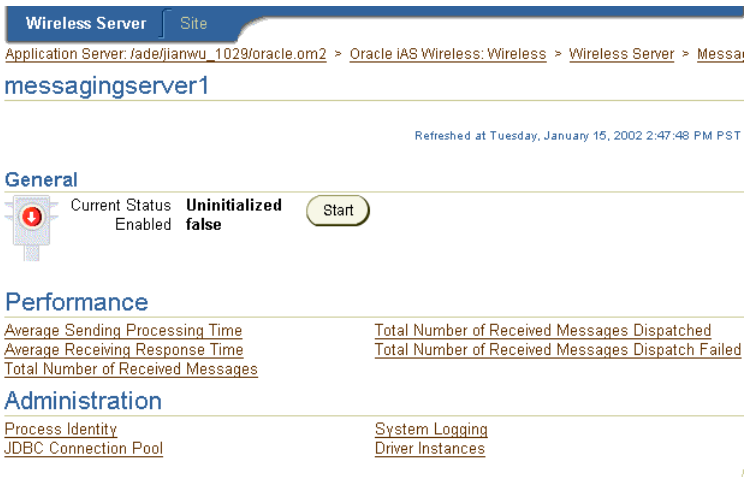 Wireless Server Site
Application Server: /ade/jianwu_1029/oracle.om2 > Oracle iAS Wireless: Wireless > Wireless Server >
messagingserver1
Refreshed at Tuesday, January 15, 2002 2:47:48 PM PST
General
Current Status Uninitialized Start
Enabled false
Performance
Average Sending Processing Time Total Number of Received Messages Dispatched
Average Receiving Response Time Total Number of Received Messages Dispatch Failed
Total Number of Received Messages
Administration
Process Identity System Logging
JDBC Connection Pool Driver Instances